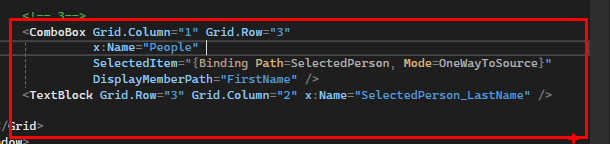 <!-- 3-->
<ComboBox Grid.Column="1" Grid.Row="3"
x:Name="People"
SelectedItem="{Binding Path=SelectedPerson, Mode=OneWayToSource}"
DisplayMemberPath="FirstName" />
<TextBlock Grid.Row="3" Grid.Column="2" x:Name="SelectedPerson_LastName" />
/Grid>